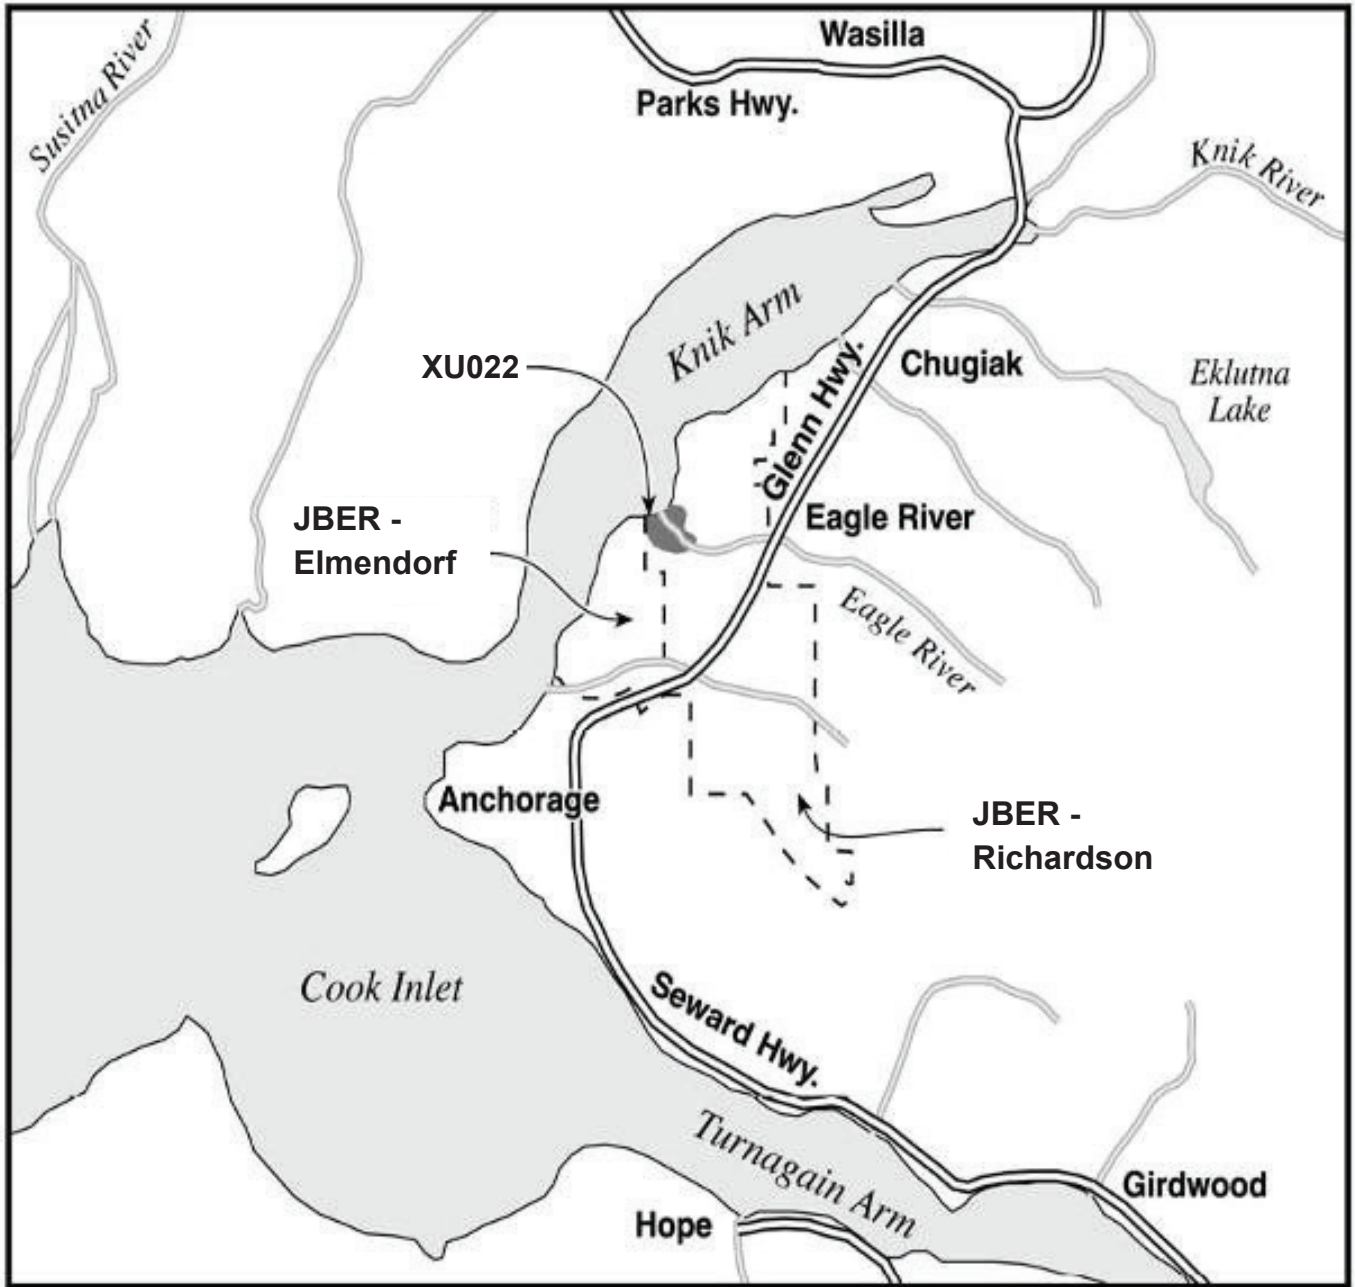 Wasilla
Susitna River
Parks Hwy.
Knik River
Knik Arm
XU022
Glenn Hwy.
Chugiak
Eklutna
Lake
JBER -
Elmendorf
Eagle River
Eagle River
Anchorage
JBER -
Richardson
Cook Inlet
Seward Hwy.
Turnagain Arm
Girdwood
Hope